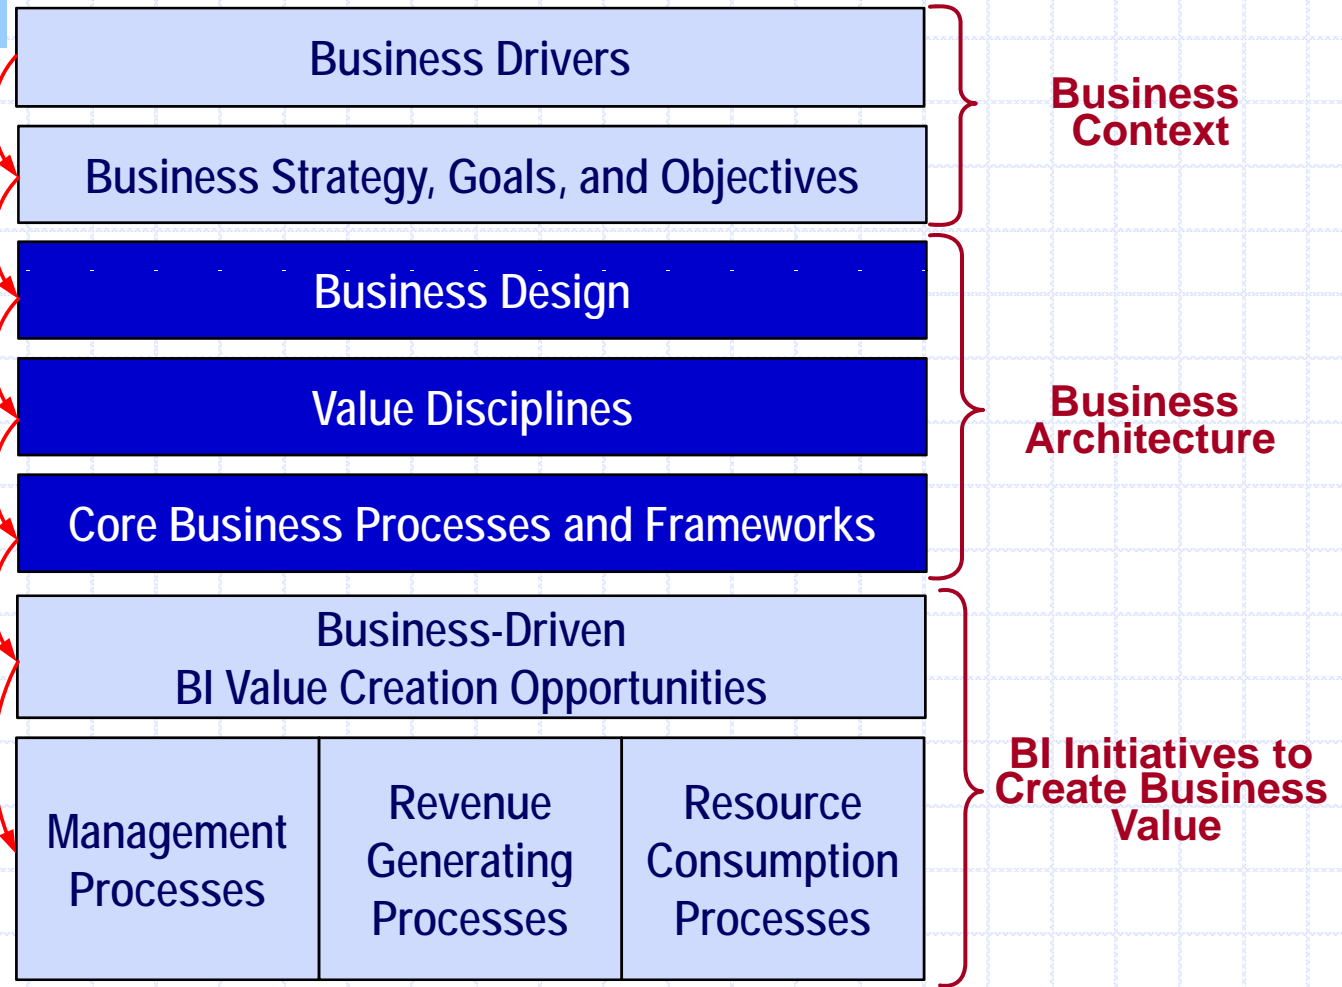 Business Drivers
Business
Context
Business Strategy, Goals, and Objectives
Business Design
Value Disciplines
Business
Architecture
Core Business Processes and Frameworks
Business-Driven
BI Value Creation Opportunities
BI Initiatives to
Create Business
Value
Management
Processes
Revenue
Generating
Processes
Resource
Consumption
Processes